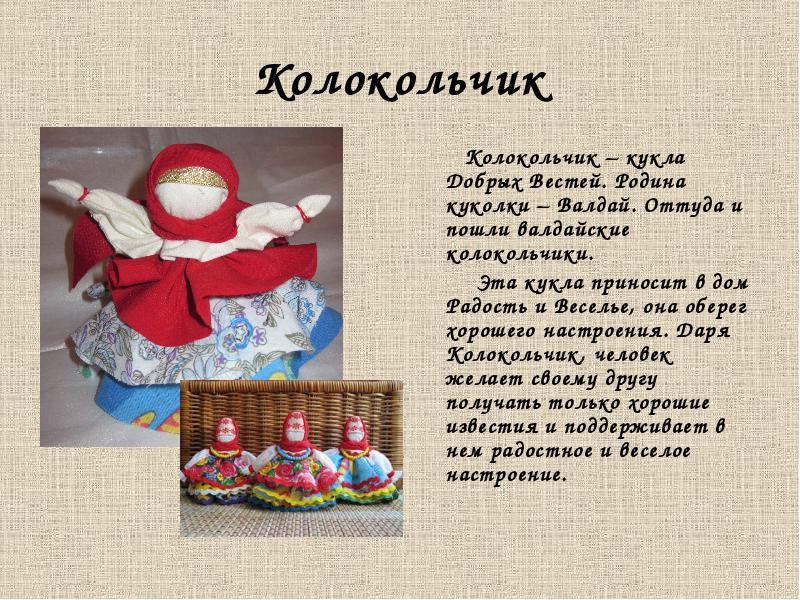 Колокольчик
Колокольчик – кукла
Добрых Вестей. Родина
куколки – Валдай. Оттуда и
пошли валдайские
колокольчики.
Эта кукла приносит в дом
Радость и Веселье, она оберег
хорошего настроения. Даря
Колокольчик, человек
желает своему другу
получать только хорошие
известия и поддерживает в
нем радостное и веселое
настроение.